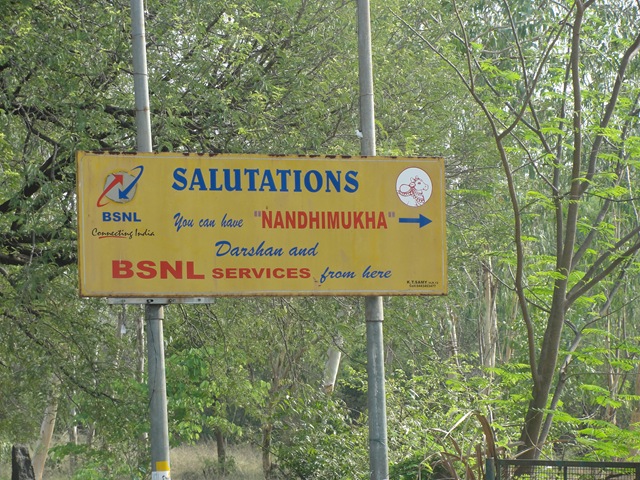 SALUTATIONS
BSNL
Connecting India
You can have "NANDHIMUKHA"
Darshan and
BSNL SERVICES from here